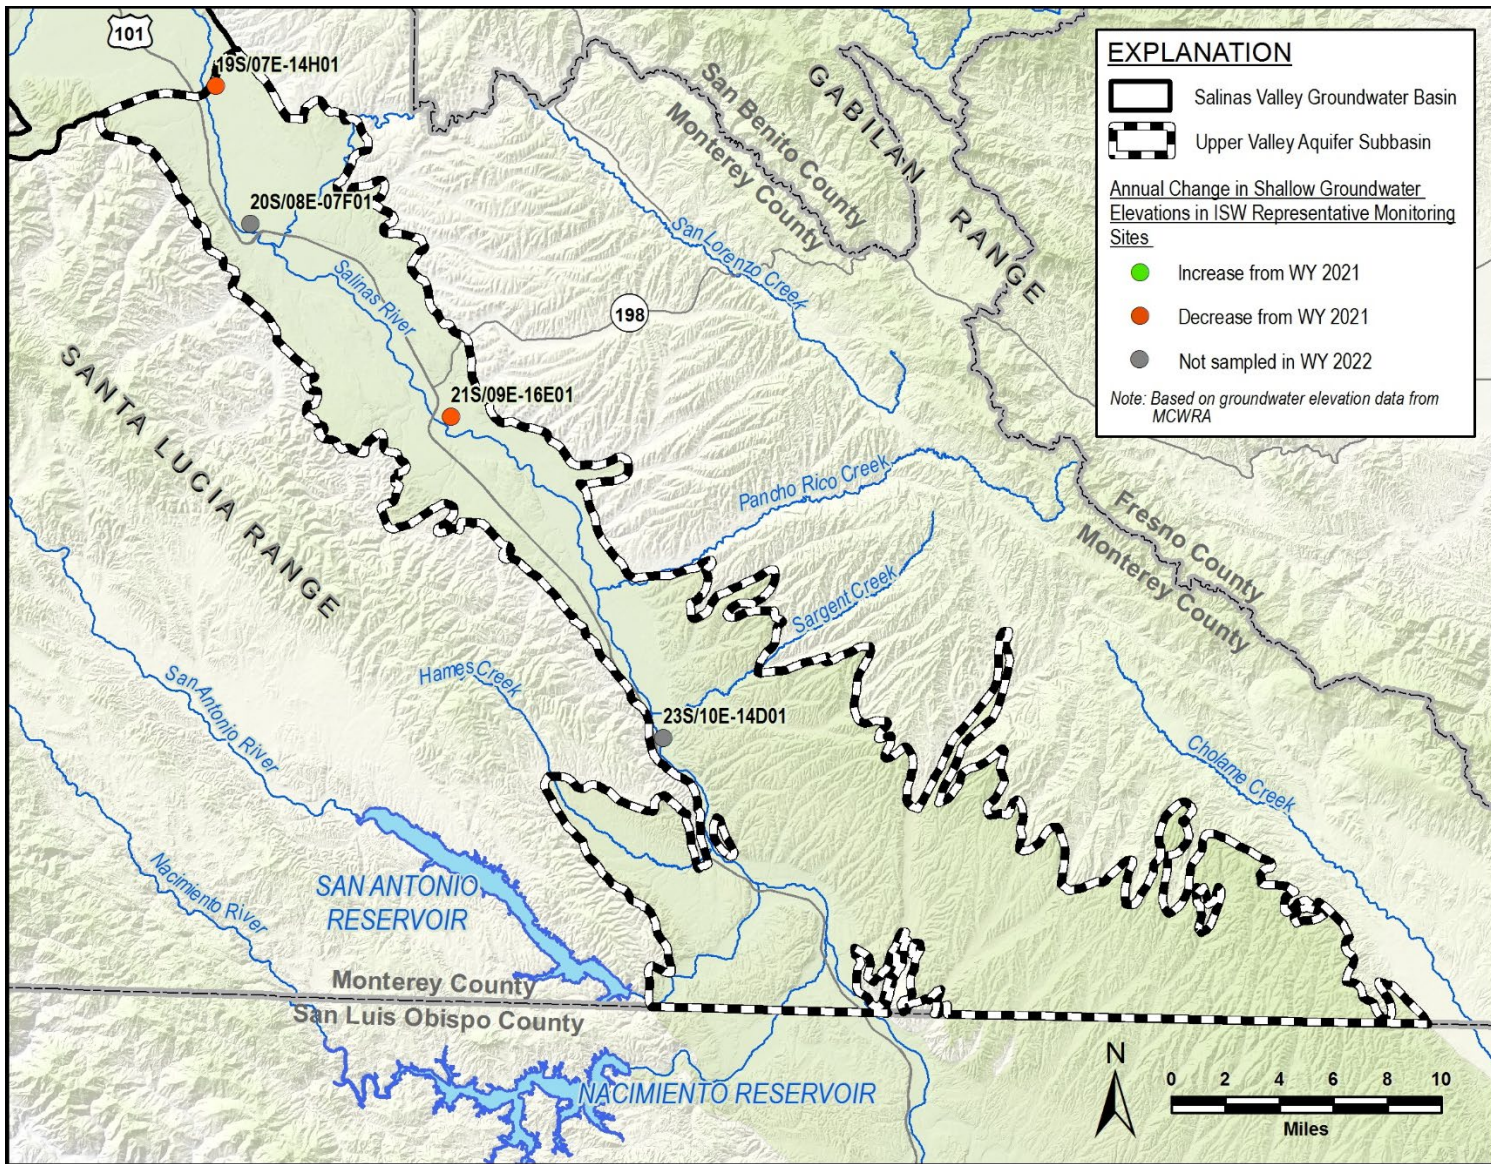 101
19S/07E-14H01
20S/08E-07F01
Salinas River
198
21S/09E-16E01
San Lorenzo Creek
San Benito County
Monterey County
GABILAN
RANGE
SANTA LUCIA RANGE
Pancho Rico Creek
Sargent Creek
Fresno County
Monterey County
Hames Creek
San Antonio River
23S/10E-14D01
Cholame Creek
Nacimiento River
SAN ANTONIO
RESERVOIR
Monterey County
San Luis Obispo County
NACIMIENTO RESERVOIR
EXPLANATION
Salinas Valley Groundwater Basin
Upper Valley Aquifer Subbasin
Annual Change in Shallow Groundwater
Elevations in ISW Representative Monitoring
Sites
Increase from WY 2021
Decrease from WY 2021
Not sampled in WY 2022
Note: Based on groundwater elevation data from
MCWRA
N
0 2 4 6 8 10
Miles